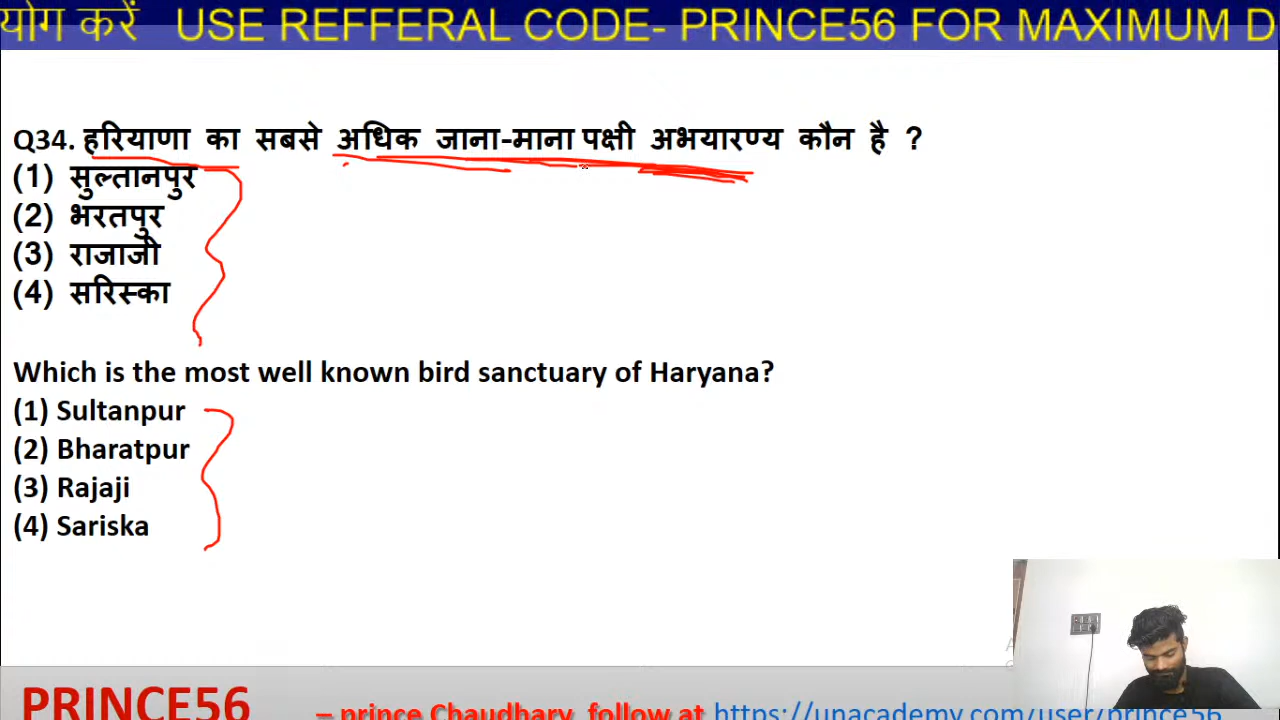 योग करें USE REFFERAL CODE- PRINCE56 FOR MAXIMUM D
Q34. हरियाणा का सबसे अधिक जाना-माना पक्षी अभयारण्य कौन है ?
(1) सुल्तानपुर
(2) भरतपुर
(3) राजाजी
(4) सरिस्का
Which is the most well known bird sanctuary of Haryana?
(1) Sultanpur
(2) Bharatpur
(3) Rajaji
(4) Sariska
PRINCE56
– prince Chaudhary follow at https://unacademy.com/user/prince56